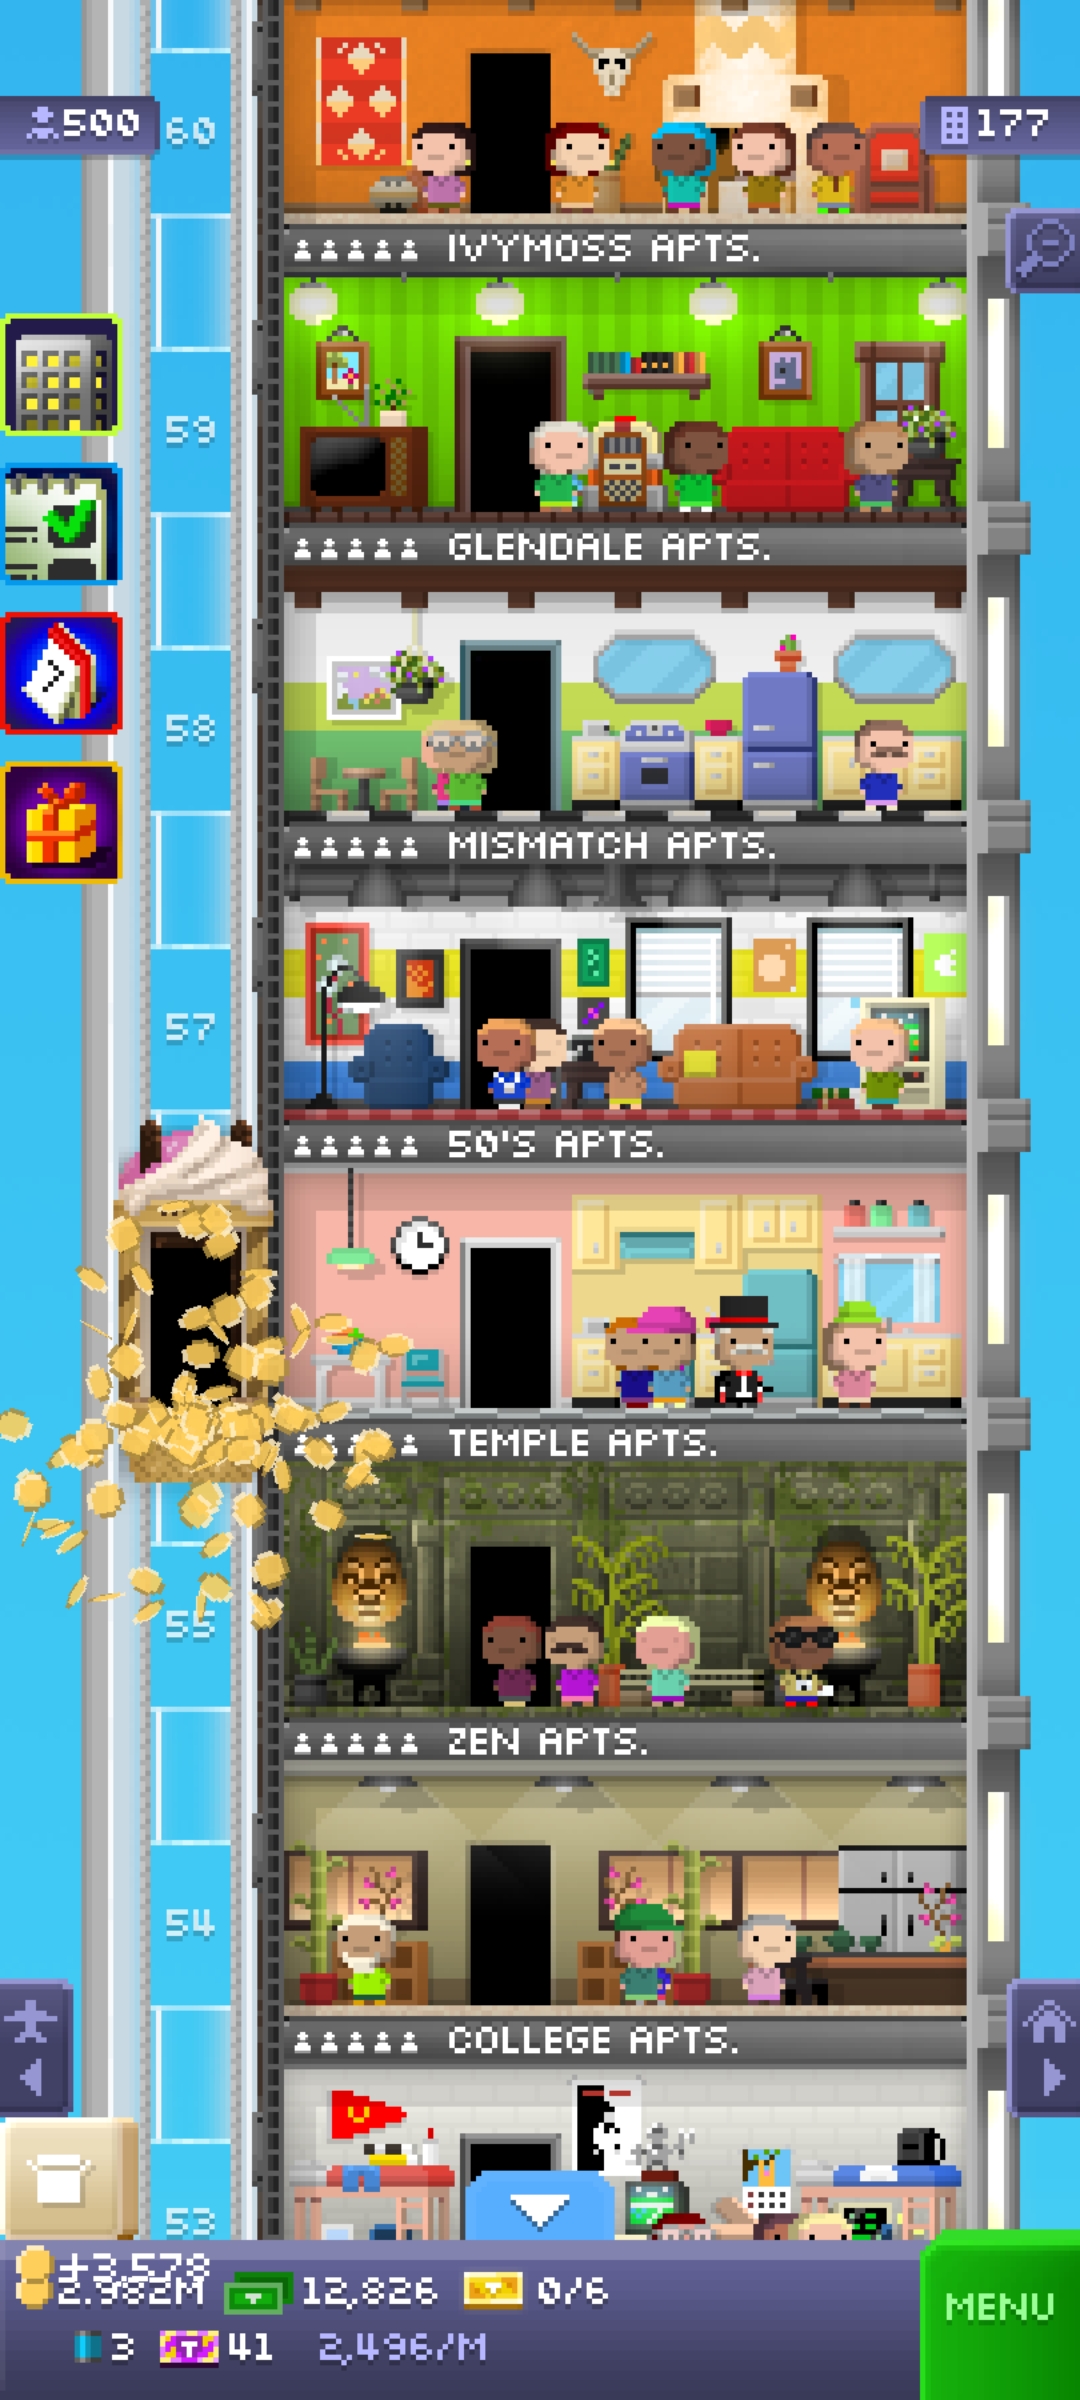 500
60
177
IVYMOSS APTS.
59
GLENDALE APTS.
58
MISMATCH APTS.
57
50'S APTS.
TEMPLE APTS.
55
ZEN APTS.
54
COLLEGE APTS.
53
+3,578
2.982M
12,826
0/6
MENU
3
41
2,496/M